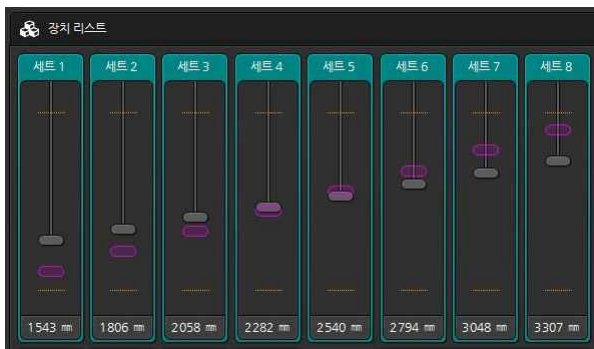 장치 리스트
세트 1 세트 2 세트 3 세트 4 세트 5 세트 6 세트 7 세트 8
1543 ㎜ 1806 ㎜ 2058 ㎜ 2282 ㎜ 2540 ㎜ 2794 ㎜ 3048 ㎜ 3307 ㎜